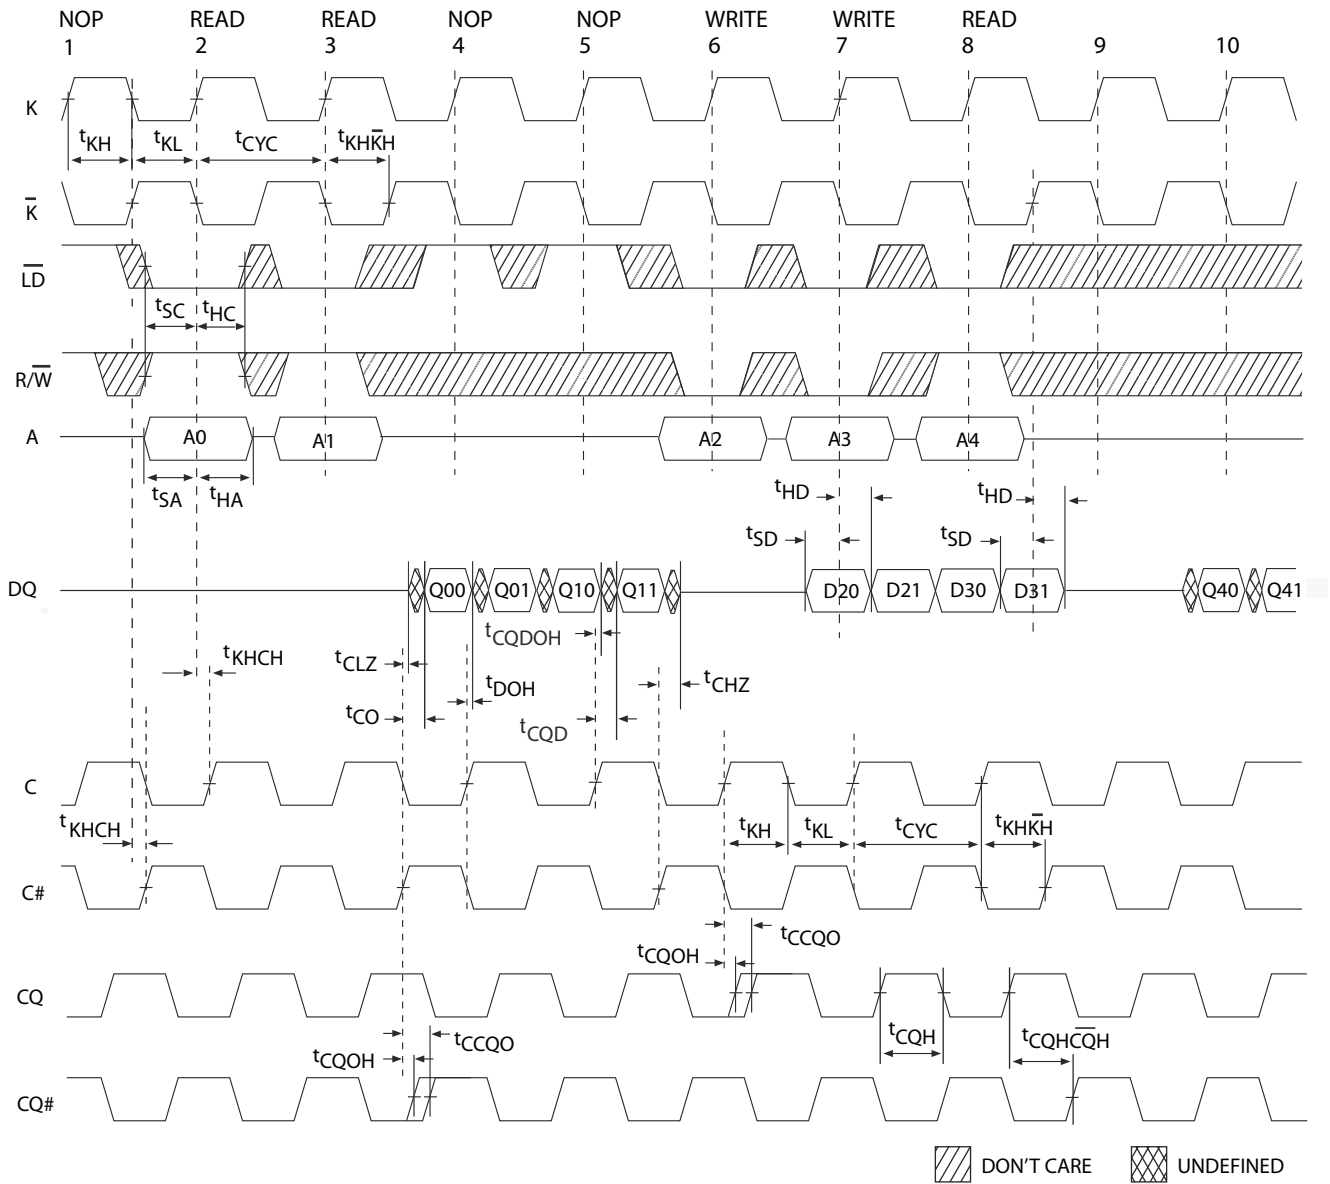 NOP READ READ NOP NOP WRITE WRITE READ
1 2 3 4 5 6 7 8 9 10
K
tKH tKL tCYC tKHK̅H
K̅
L̅D̅
tSC tHC
R/W̅
A A0 A1 A2 A3 A4
tSA tHA tHD tHD
tSD tSD
DQ Q00 Q01 Q10 Q11 D20 D21 D30 D31 Q40 Q41
tCQDOH
tKHCH tCLZ tDOH tCHZ
tCO tCQD
C
tKHCH tKH tKL tCYC tKHK̅H
C#
tCCQO
tCQOH
CQ
tCCQO tCQH tCQHC̅Q̅H
tCQOH
CQ#
DON'T CARE UNDEFINED